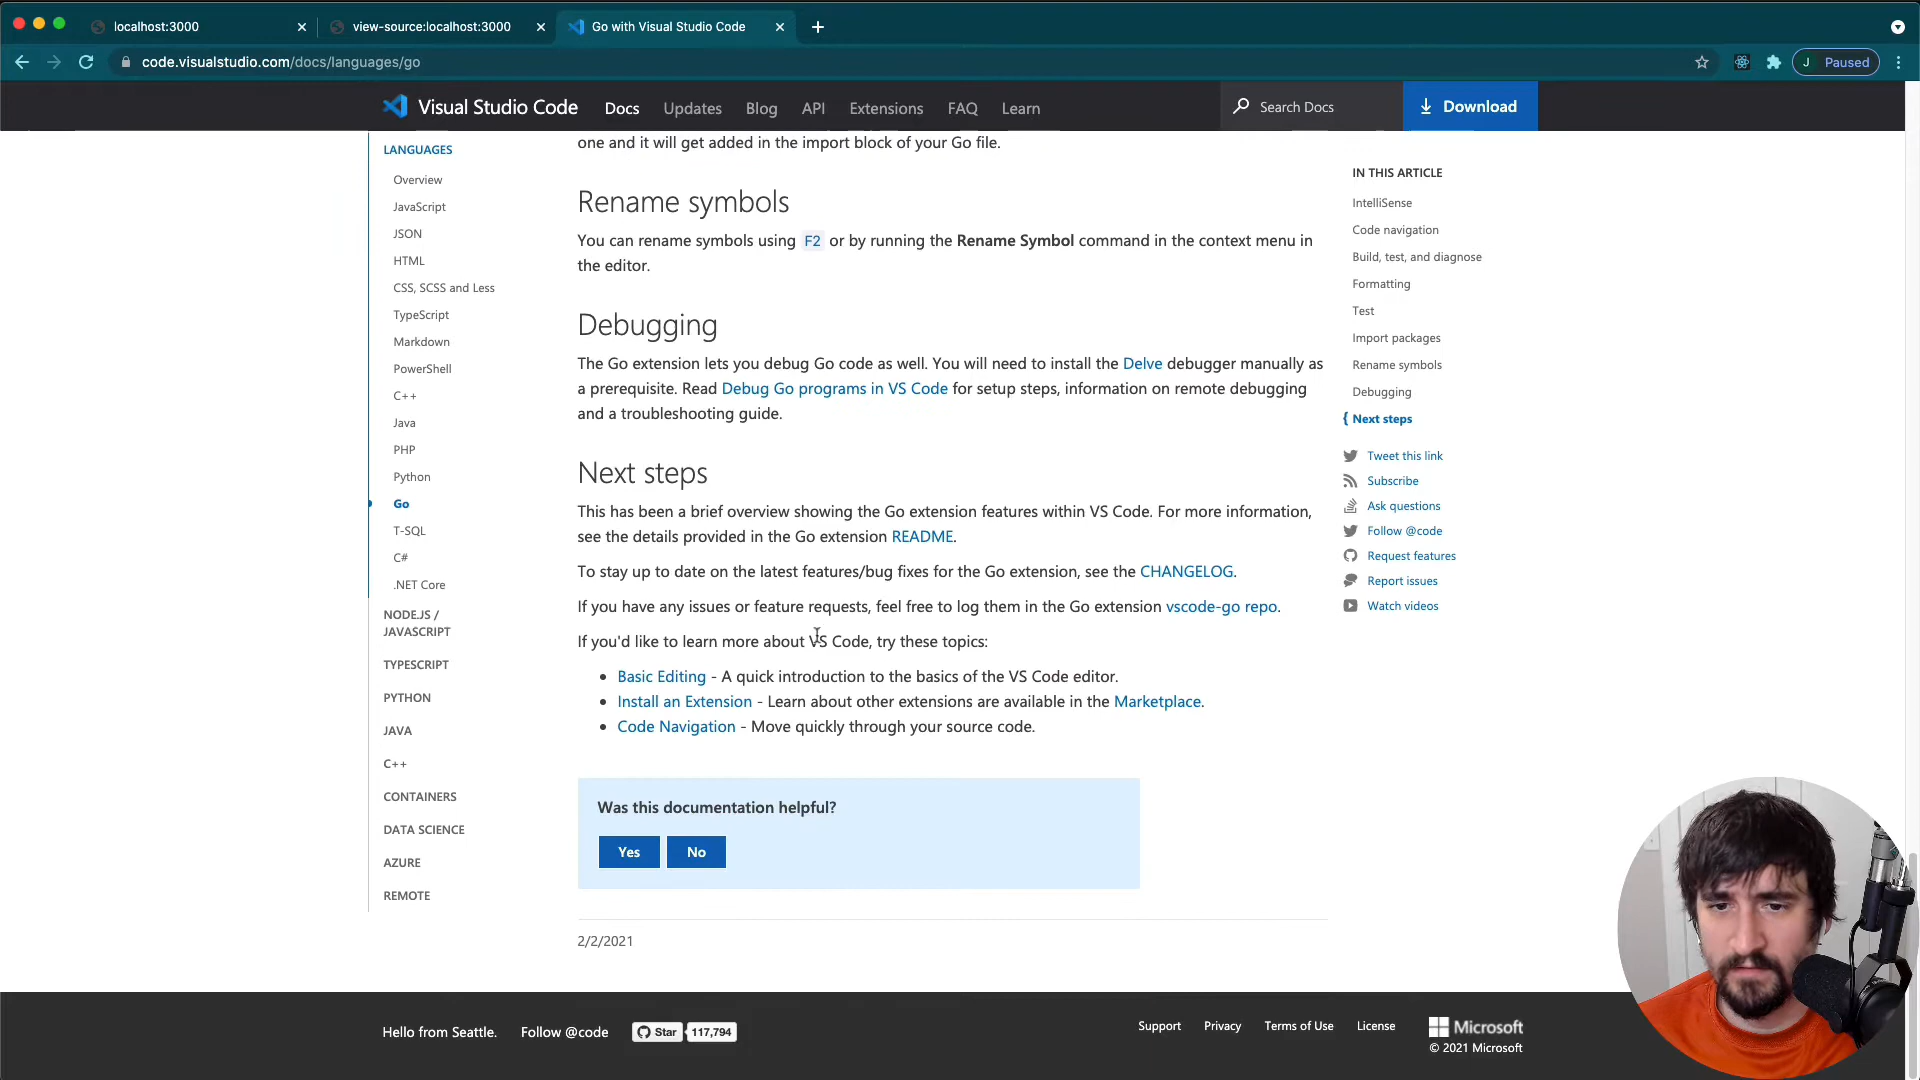 localhost:3000
view-source:localhost:3000
Go with Visual Studio Code
code.visualstudio.com/docs/languages/go
J Paused
Visual Studio Code
Docs
Updates
Blog
API
Extensions
FAQ
Learn
Search Docs
Download
LANGUAGES
Overview
JavaScript
JSON
HTML
CSS, SCSS and Less
TypeScript
Markdown
PowerShell
C++
Java
PHP
Python
Go
T-SQL
C#
.NET Core
NODE.JS /
JAVASCRIPT
TYPESCRIPT
PYTHON
JAVA
C++
CONTAINERS
DATA SCIENCE
AZURE
REMOTE
one and it will get added in the import block of your Go file.
Rename symbols
You can rename symbols using F2 or by running the Rename Symbol command in the context menu in
the editor.
Debugging
The Go extension lets you debug Go code as well. You will need to install the Delve debugger manually as
a prerequisite. Read Debug Go programs in VS Code for setup steps, information on remote debugging
and a troubleshooting guide.
Next steps
This has been a brief overview showing the Go extension features within VS Code. For more information,
see the details provided in the Go extension README.
To stay up to date on the latest features/bug fixes for the Go extension, see the CHANGELOG.
If you have any issues or feature requests, feel free to log them in the Go extension vscode-go repo.
If you'd like to learn more about VS Code, try these topics:
• Basic Editing - A quick introduction to the basics of the VS Code editor.
• Install an Extension - Learn about other extensions are available in the Marketplace.
• Code Navigation - Move quickly through your source code.
Was this documentation helpful?
Yes
No
2/2/2021
IN THIS ARTICLE
IntelliSense
Code navigation
Build, test, and diagnose
Formatting
Test
Import packages
Rename symbols
Debugging
{ Next steps
Tweet this link
Subscribe
Ask questions
Follow @code
Request features
Report issues
Watch videos
Hello from Seattle.
Follow @code
Star
117,794
Support
Privacy
Terms of Use
License
Microsoft
© 2021 Microsoft